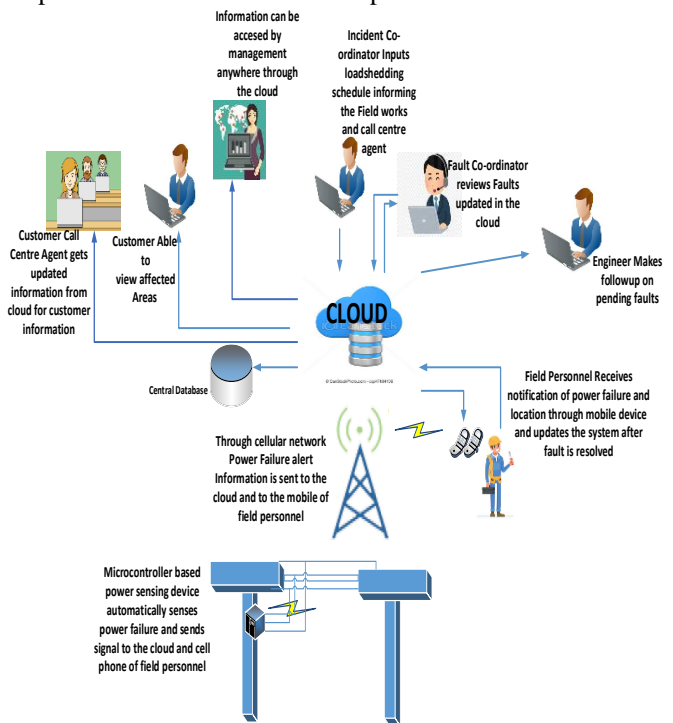 Information can be
accesed by
management
anywhere through
the cloud
Incident Co-
ordinator Inputs
loadshedding
schedule informing
the Field works
and call centre
agent
Fault Co-ordinator
reviews Faults
updated in the
cloud
Customer Call
Centre Agent gets
updated
information from
cloud for customer
information
Customer Able
to
view affected
Areas
Engineer Makes
followup on
pending faults
CLOUD
Central Database
Field Personnel Receives
notification of power failure and
location through mobile device
and updates the system after
fault is resolved
Through cellular network
Power Failure alert
Information is sent to the
cloud and to the mobile of
field personnel
Microcontroller based
power sensing device
automatically senses
power failure and sends
signal to the cloud and cell
phone of field personnel